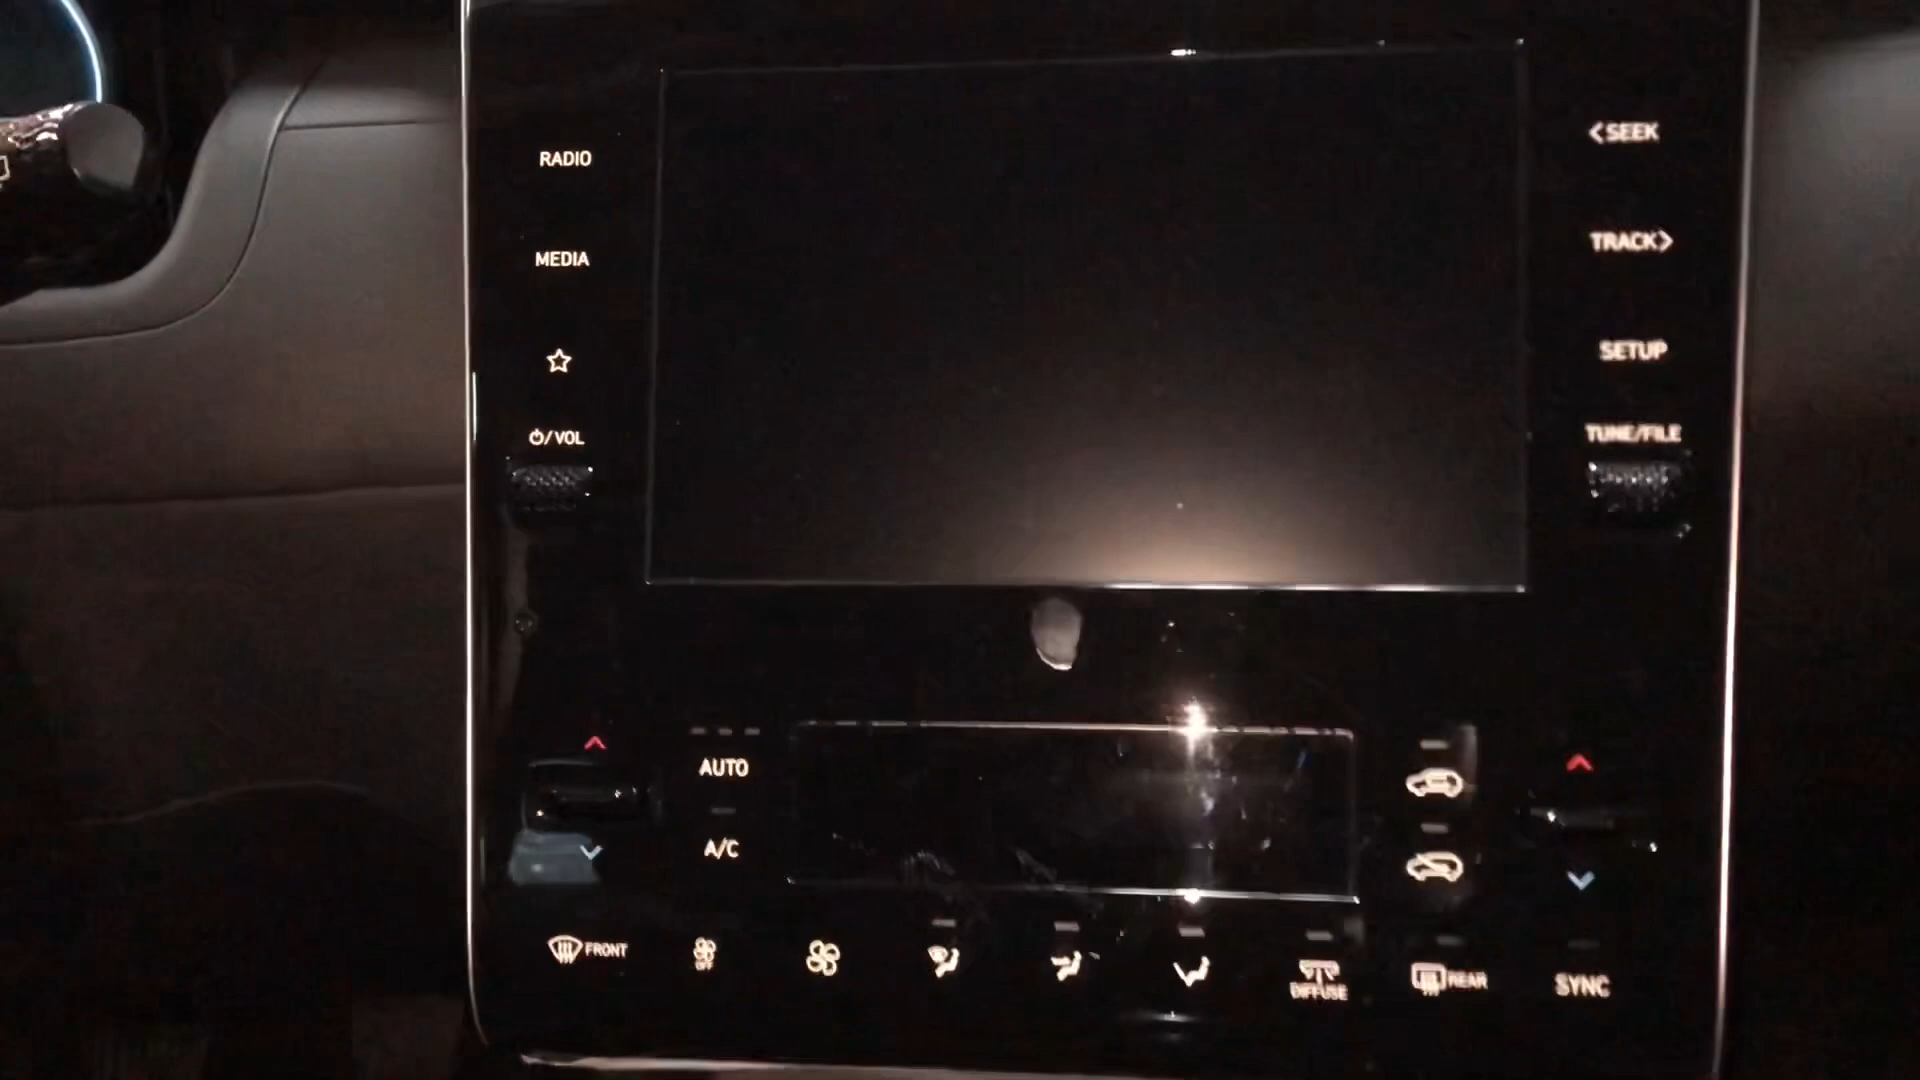 RADIO
MEDIA
/VOL
<SEEK
TRACK>
SETUP
TUNE/FILE
AUTO
A/C
FRONT
OFF
DIFFUSE
REAR
SYNC